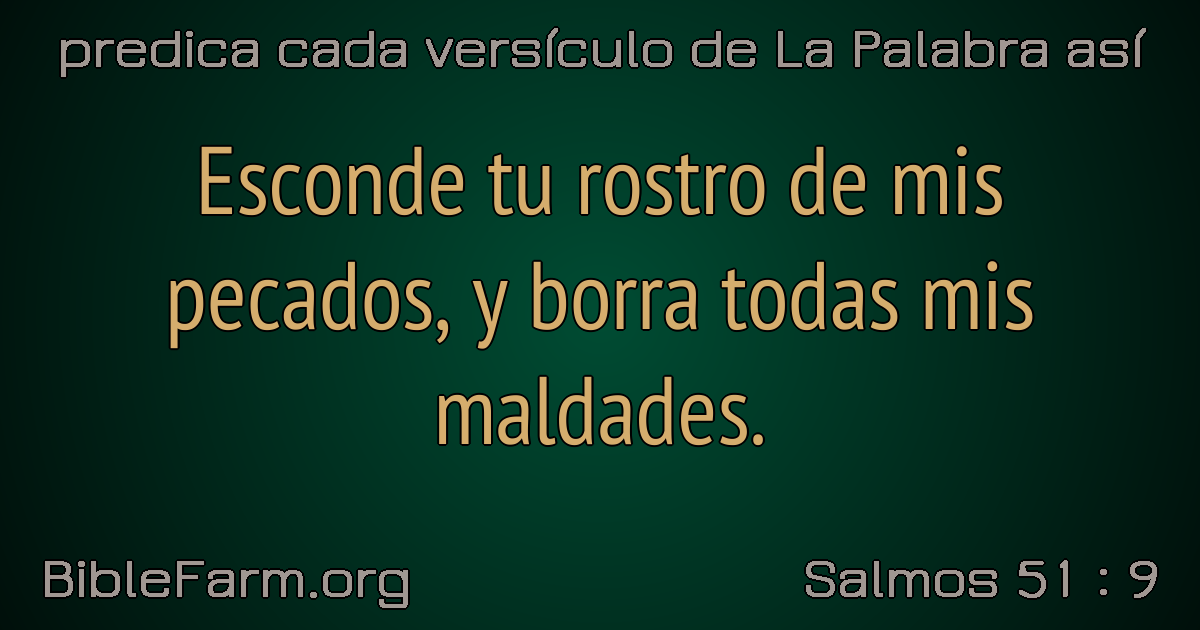 predica cada versículo de La Palabra así
Esconde tu rostro de mis
pecados, y borra todas mis
maldades.
BibleFarm.org
Salmos 51 : 9